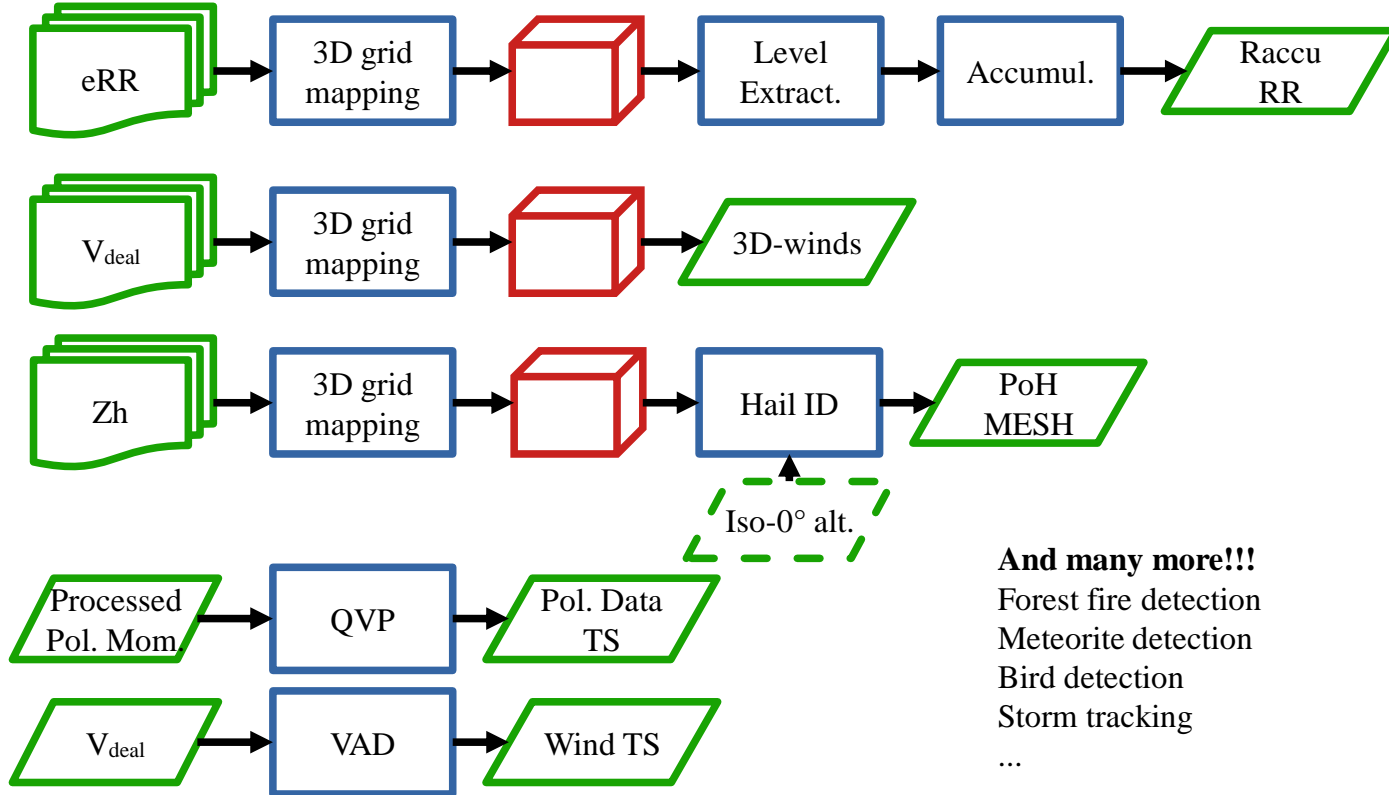 eRR
3D grid
mapping
Level
Extract.
Accumul.
Raccu
RR
Vdeal
3D grid
mapping
3D-winds
Zh
3D grid
mapping
Hail ID
PoH
MESH
Iso-0° alt.
Processed
Pol. Mom.
QVP
Pol. Data
TS
Vdeal
VAD
Wind TS
And many more!!!
Forest fire detection
Meteorite detection
Bird detection
Storm tracking
...